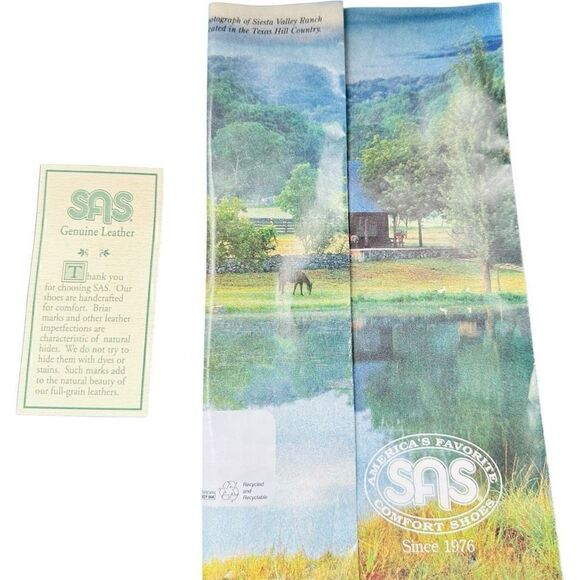 SAS
Genuine Leather
Thank you
for choosing SAS. Our
shoes are handcrafted
for comfort. Briar
marks and other leather
imperfections are
characteristic of natural
hides. We do not try to
hide them with dyes or
stains. Such marks add
to the natural beauty of
our full-grain leathers.
of Siesta Valley Ranch
in the Texas Hill Country.
Recycled
and
Recyclable
AMERICA'S FAVORITE
SAS
COMFORT SHOES
Since 1976